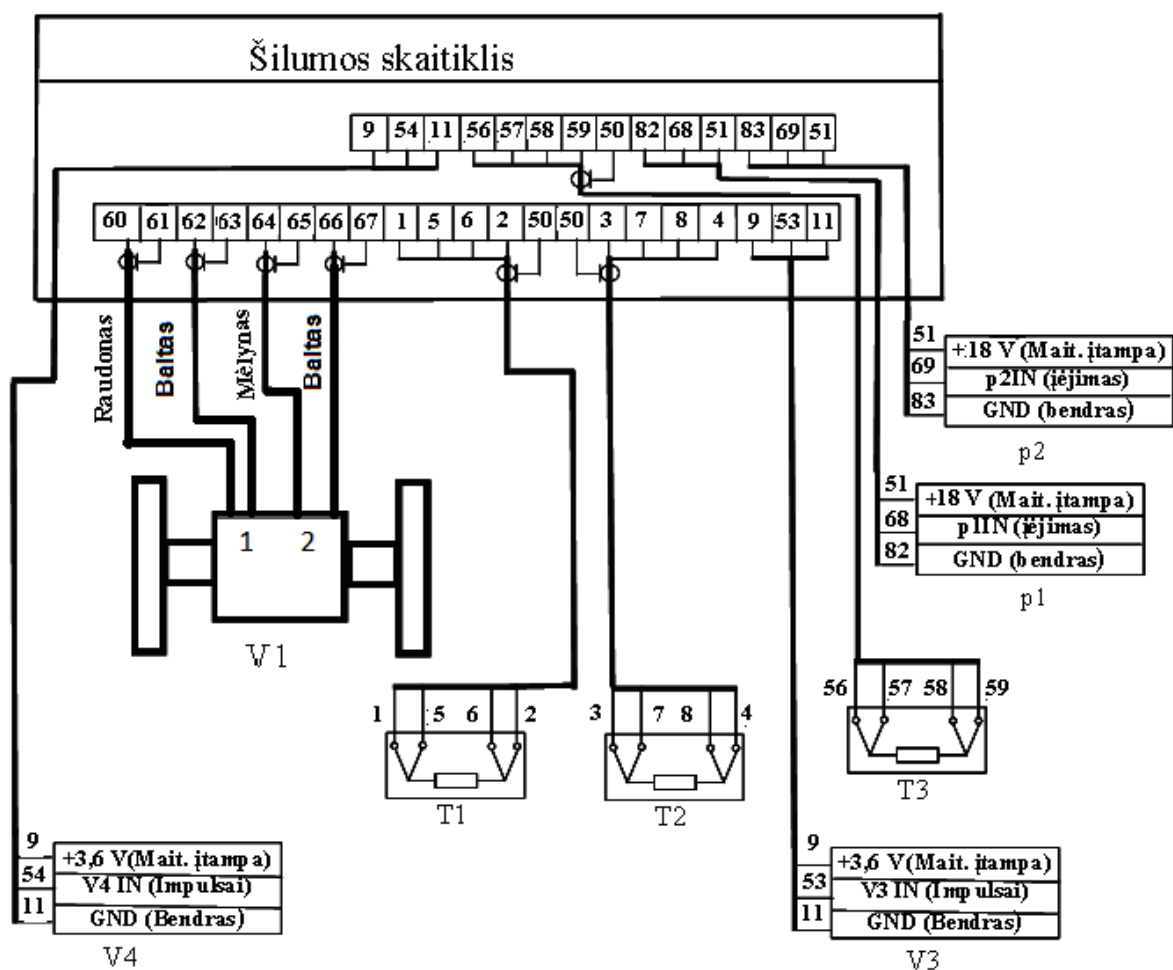 Šilumos skaitiklis
9 54 11 56 57 58 59 50 82 68 51 83 69 51
60 61 62 63 64 65 66 67 1 5 6 2 50 50 3 7 8 4 9 53 11
Raudonas
Baltas
Mėlynas
Baltas
51 +18 V (Mait. įtampa)
69 p2IN (įėjimas)
83 GND (bendras)
p2
51 +18 V (Mait. įtampa)
68 p1IN (įėjimas)
82 GND (bendras)
p1
1 2
V1
56 57 58 59
T3
1 5 6 2
T1
3 7 8 4
T2
9 +3,6 V(Mait. įtampa)
54 V4 IN (Impulsai)
11 GND (Bendras)
V4
9 +3,6 V (Mait. įtampa)
53 V3 IN (Impulsai)
11 GND (Bendras)
V3